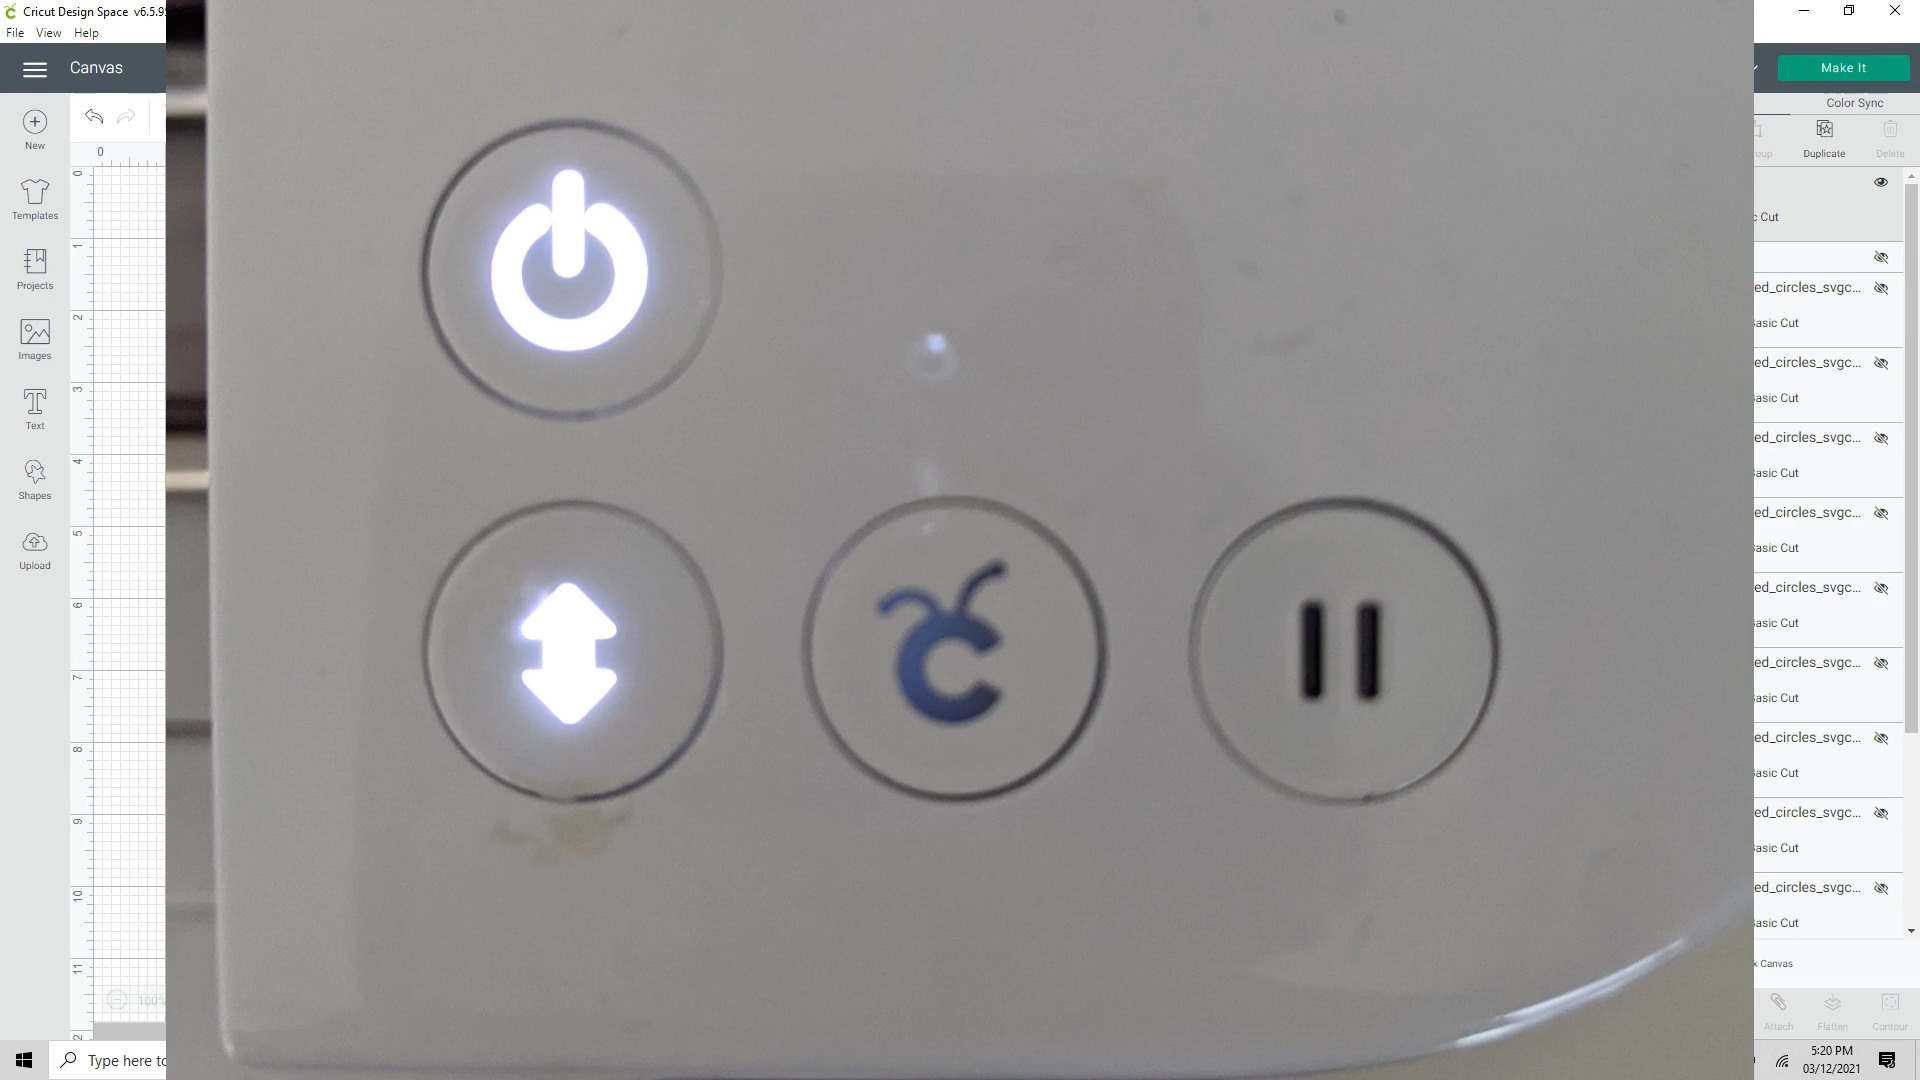 Cricut Design Space v6.5.9
File View Help
Canvas
Make It
Color Sync
New
Templates
Projects
Images
Text
Shapes
Upload
0
0
1
2
3
4
5
6
7
8
9
10
11
100%
Duplicate
Delete
Cut
ed_circles_svgc...
asic Cut
ed_circles_svgc...
asic Cut
ed_circles_svgc...
asic Cut
ed_circles_svgc...
asic Cut
ed_circles_svgc...
asic Cut
ed_circles_svgc...
asic Cut
ed_circles_svgc...
asic Cut
ed_circles_svgc...
asic Cut
ed_circles_svgc...
asic Cut
Canvas
Attach
Flatten
Contour
Type here to
5:20 PM
03/12/2021